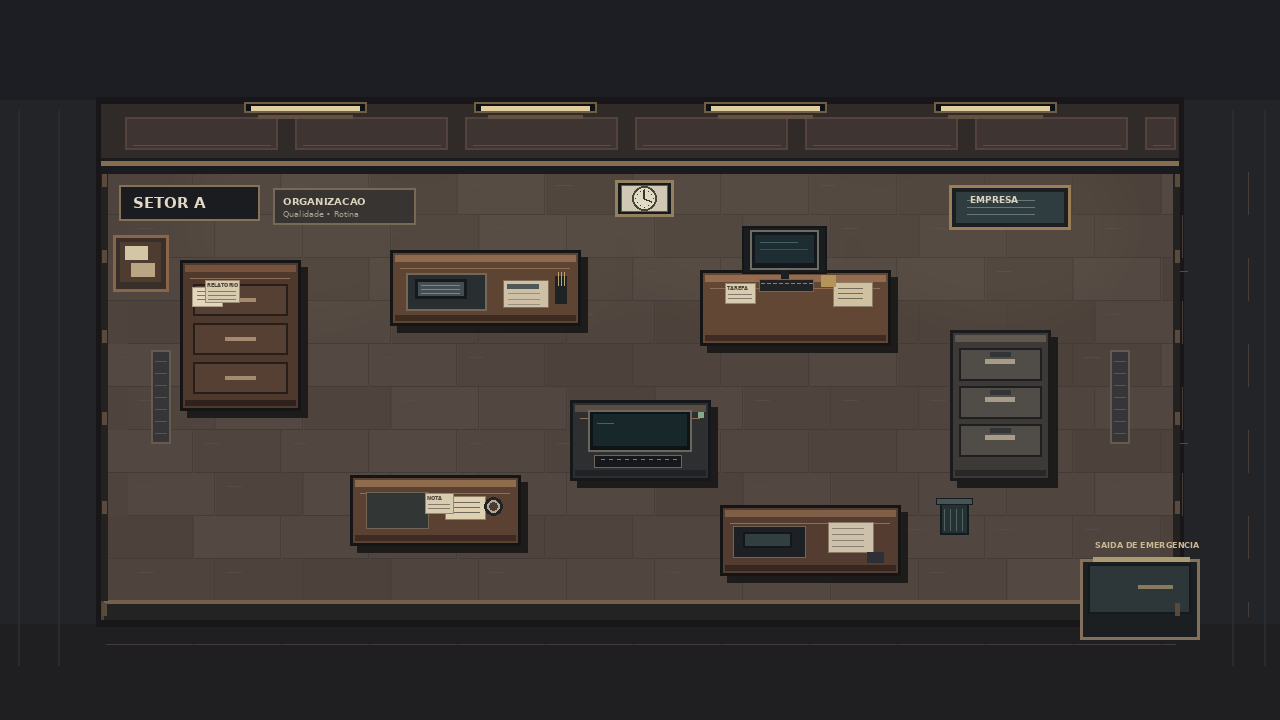 SETOR A
ORGANIZACAO
Qualidade • Rotina
EMPRESA
RELATORIO
TAREFA
NOTA
SAIDA DE EMERGENCIA